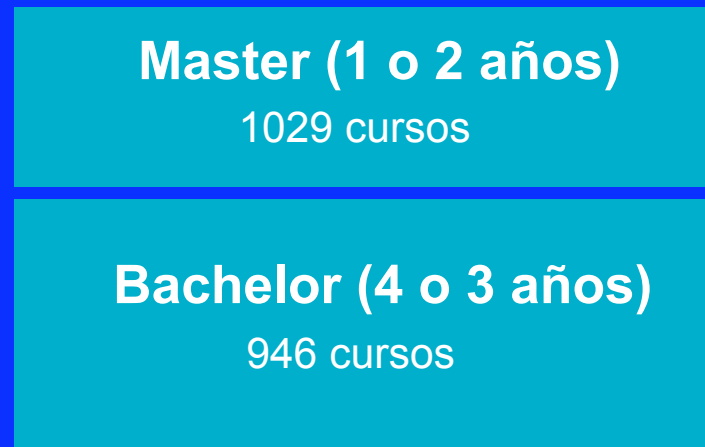 Master (1 o 2 años)
1029 cursos
Bachelor (4 o 3 años)
946 cursos